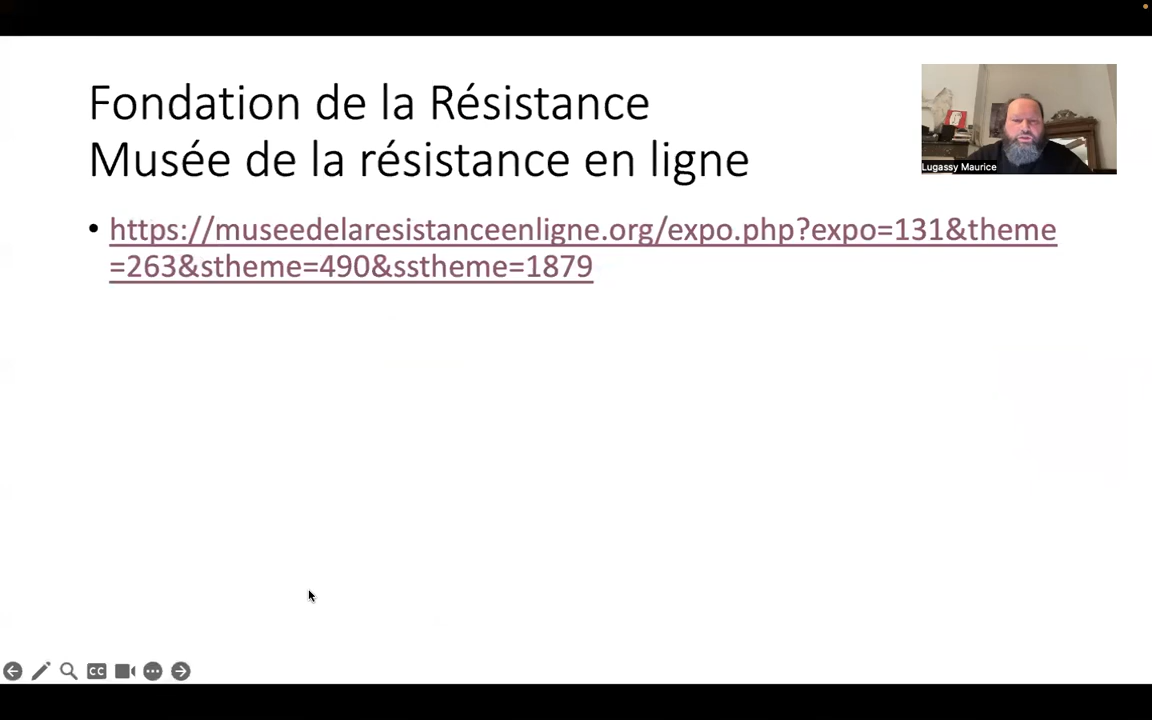 Fondation de la Résistance
Musée de la résistance en ligne
• https://museedelaresistanceenligne.org/expo.php?expo=131&theme
=263&stheme=490&sstheme=1879
Lugassy Maurice
CC